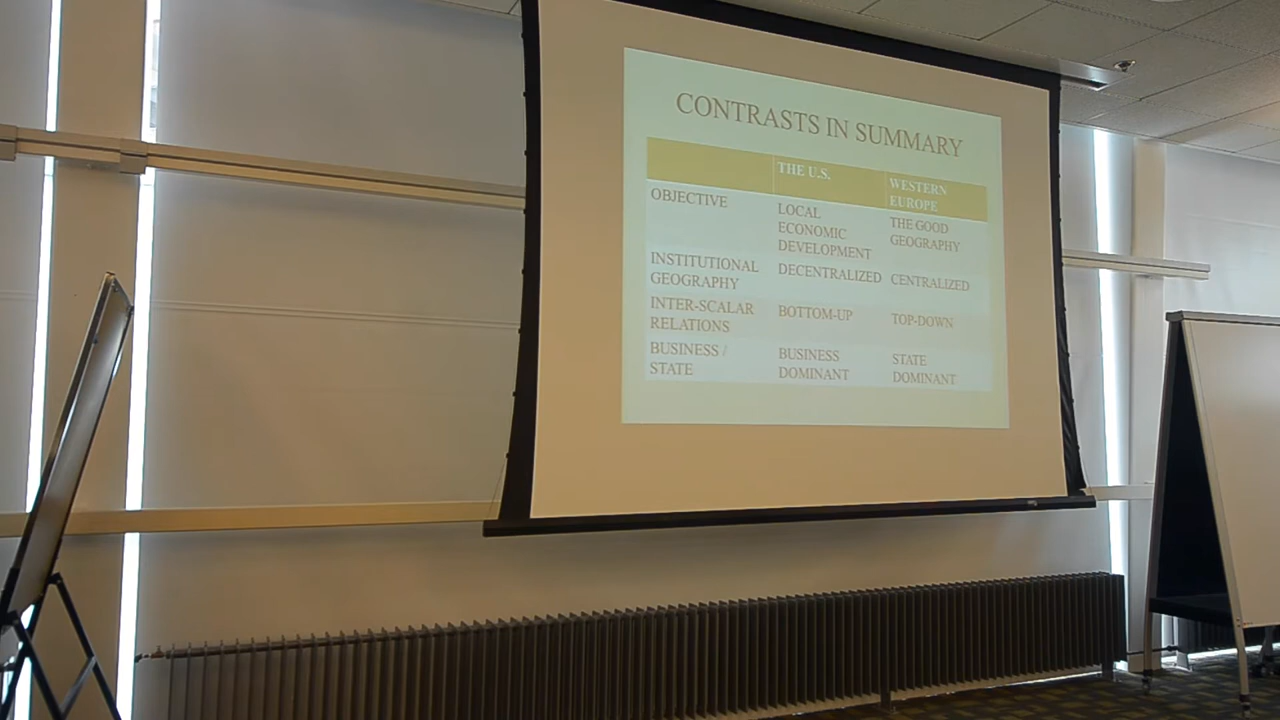 CONTRASTS IN SUMMARY
THE U.S.
WESTERN
EUROPE
OBJECTIVE
LOCAL
ECONOMIC
DEVELOPMENT
THE GOOD
GEOGRAPHY
INSTITUTIONAL
GEOGRAPHY
DECENTRALIZED
CENTRALIZED
INTER-SCALAR
RELATIONS
BOTTOM-UP
TOP-DOWN
BUSINESS /
STATE
BUSINESS
DOMINANT
STATE
DOMINANT